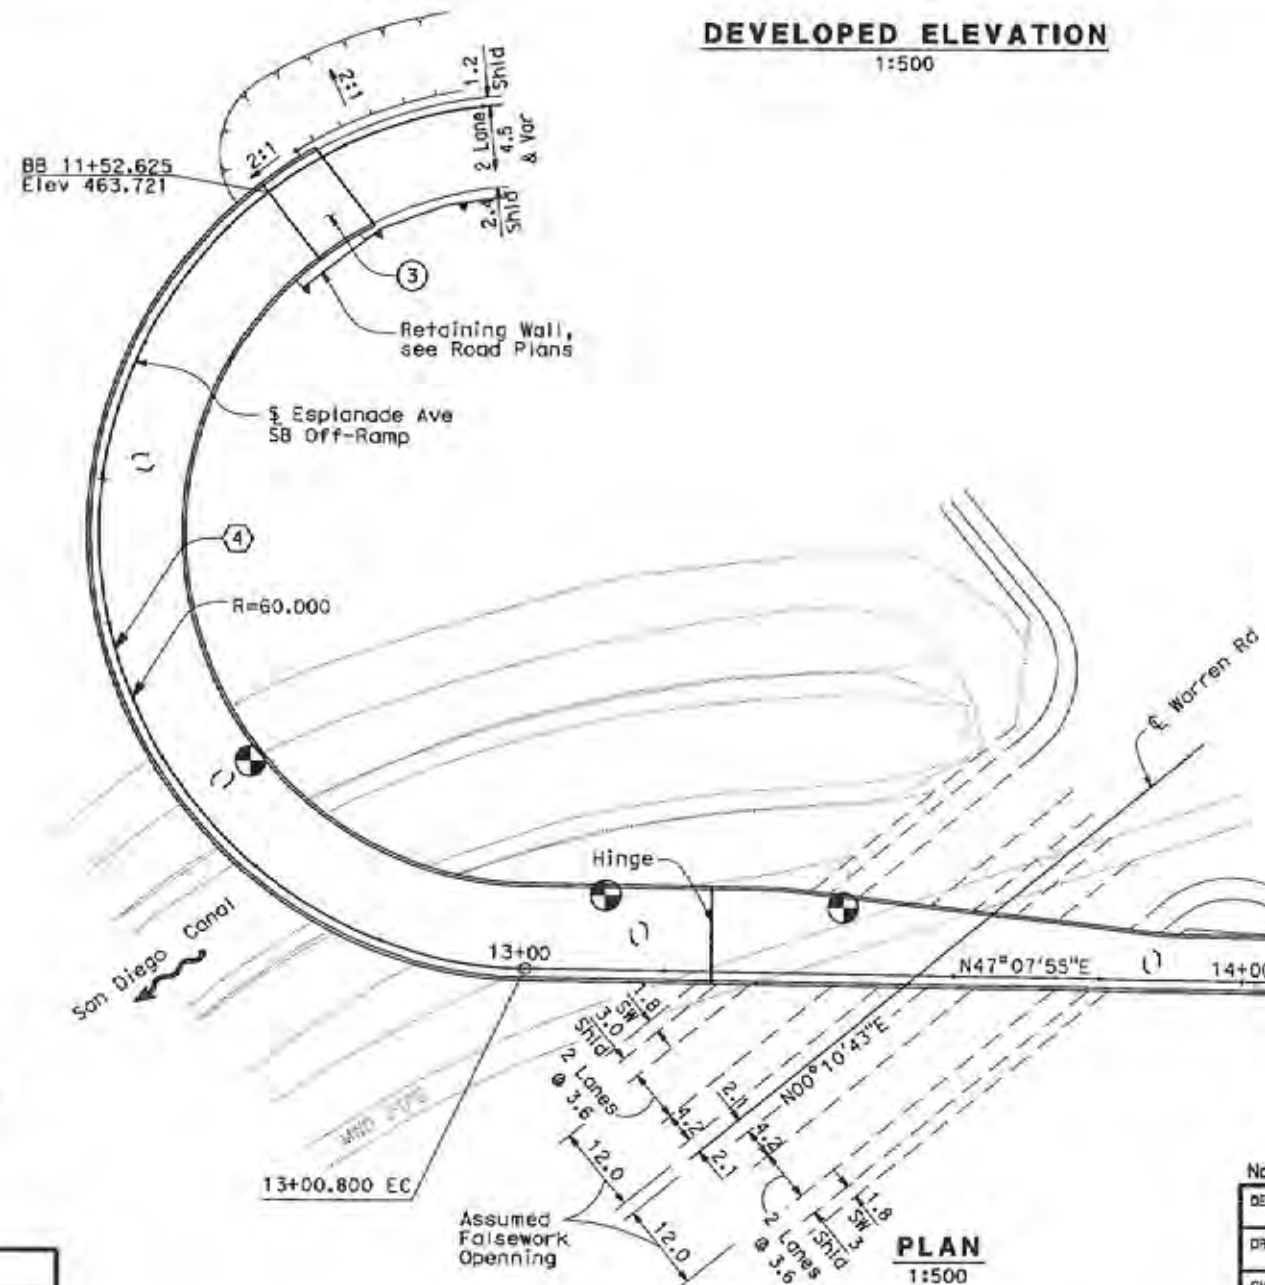 DEVELOPED ELEVATION
1:500
2:1
1.2
Shld
2:1
2 Lane
4.5
& Var
BB 11+52.625
Elev 463.721
2.4
Shld
3
Retaining Wall,
see Road Plans
Esplanade Ave
SB Off-Ramp
4
R=60.000
℄ Warren Rd
Hinge
San Diego Canal
13+00
N47°07'55"E
14+00
1.8
SW
3.0
Shld
2 Lanes
@ 3.6
4.2
2.1
N00°10'43"E
4.2
2.1
12.0
12.0
13+00.800 EC
Assumed
Falsework
Openning
2 Lanes
@ 3.6
1.8
SW
3
Shld
PLAN
1:500
No
DE